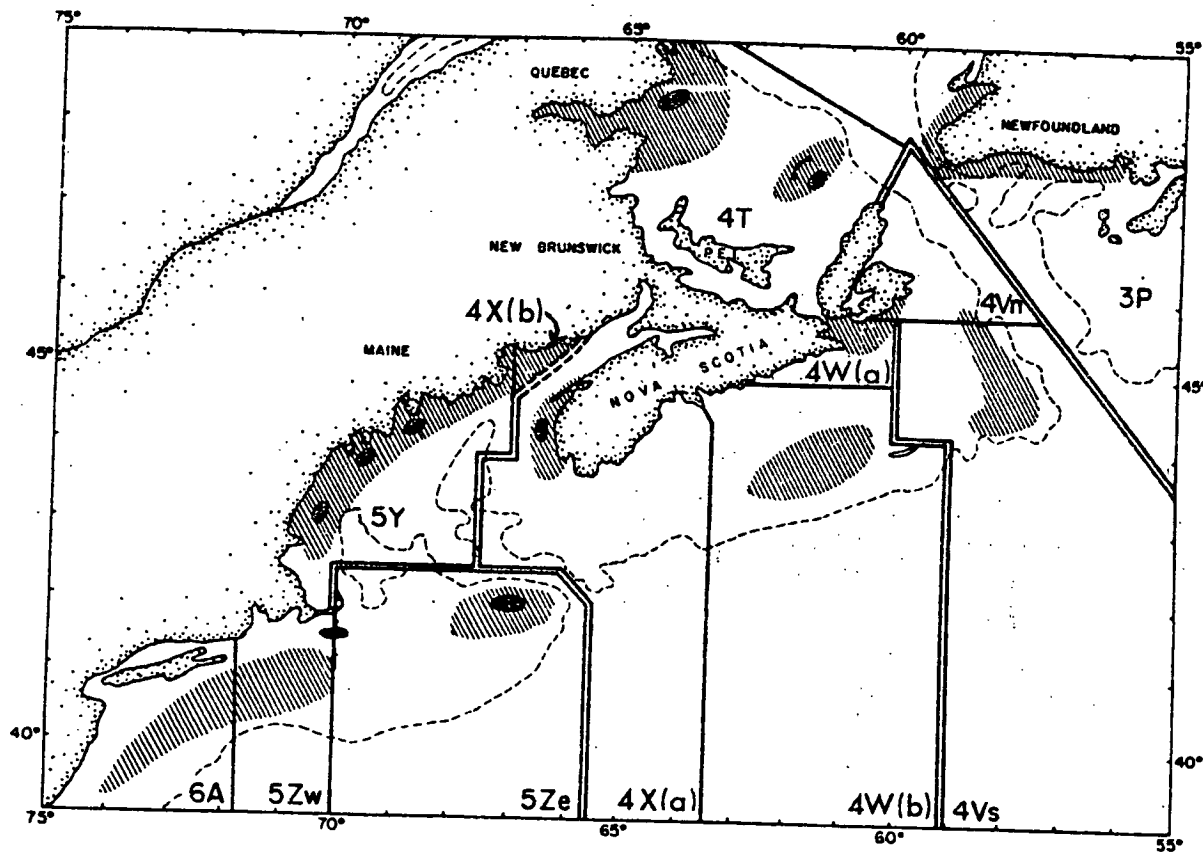 75° 70° 65° 60° 55°
QUEBEC
NEWFOUNDLAND
4T
NEW BRUNSWICK
P.E.I.
3P
4X(b)
4Vn
MAINE
45°
NOVA SCOTIA
4W(a)
45°
5Y
40°
40°
6A 5Zw 5Ze 4X(a) 4W(b) 4Vs
75° 70° 65° 60° 55°